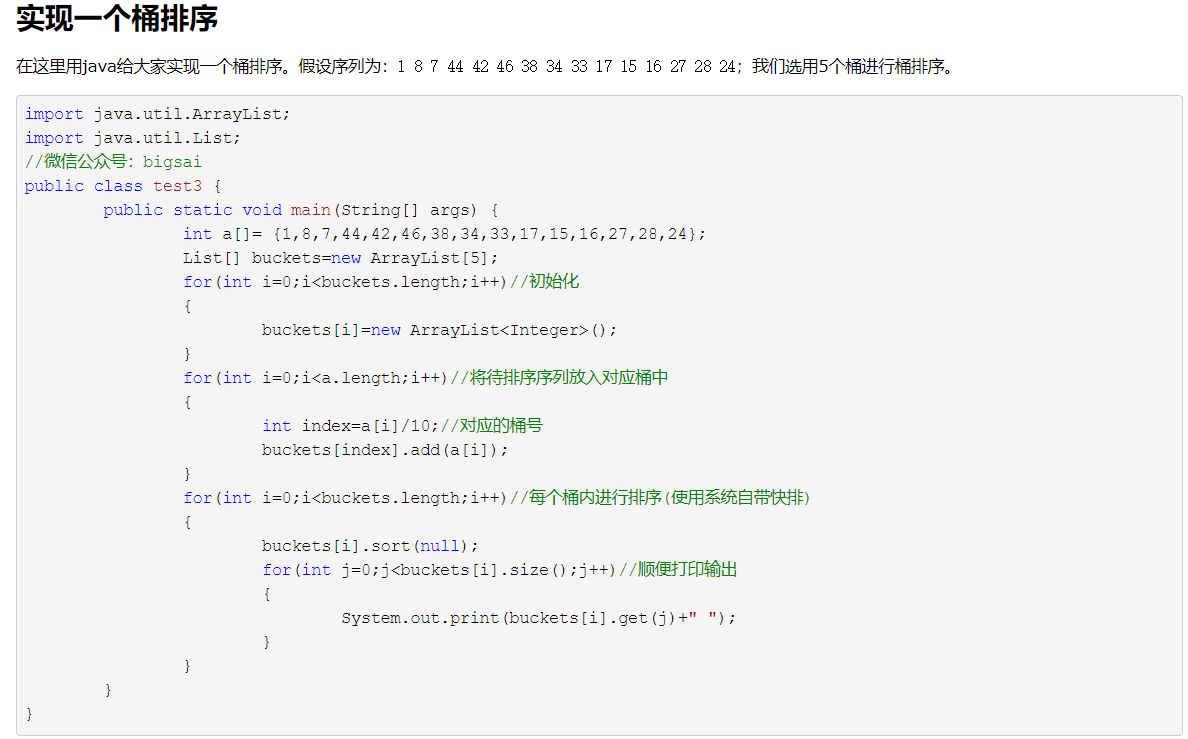 实现一个桶排序
在这里用java给大家实现一个桶排序。假设序列为：1 8 7 44 42 46 38 34 33 17 15 16 27 28 24；我们选用5个桶进行桶排序。
import java.util.ArrayList;
import java.util.List;
//微信公众号：bigsai
public class test3 {
	public static void main(String[] args) {
		int a[]= {1,8,7,44,42,46,38,34,33,17,15,16,27,28,24};
		List[] buckets=new ArrayList[5];
		for(int i=0;i<buckets.length;i++)//初始化
		{
			buckets[i]=new ArrayList<Integer>();
		}
		for(int i=0;i<a.length;i++)//将待排序序列放入对应桶中
		{
			int index=a[i]/10;//对应的桶号
			buckets[index].add(a[i]);
		}
		for(int i=0;i<buckets.length;i++)//每个桶内进行排序(使用系统自带快排)
		{
			buckets[i].sort(null);
			for(int j=0;j<buckets[i].size();j++)//顺便打印输出
			{
				System.out.print(buckets[i].get(j)+" ");
			}
		}
	}
}